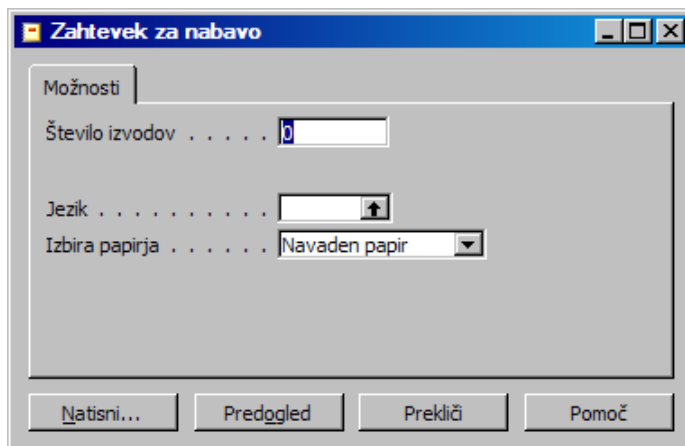 Zahtevek za nabavo
Možnosti
Število izvodov . . . . . 0
Jezik . . . . . . . . . .
Izbira papirja . . . . . . Navaden papir
Natisni... Predogled Prekliči Pomoč